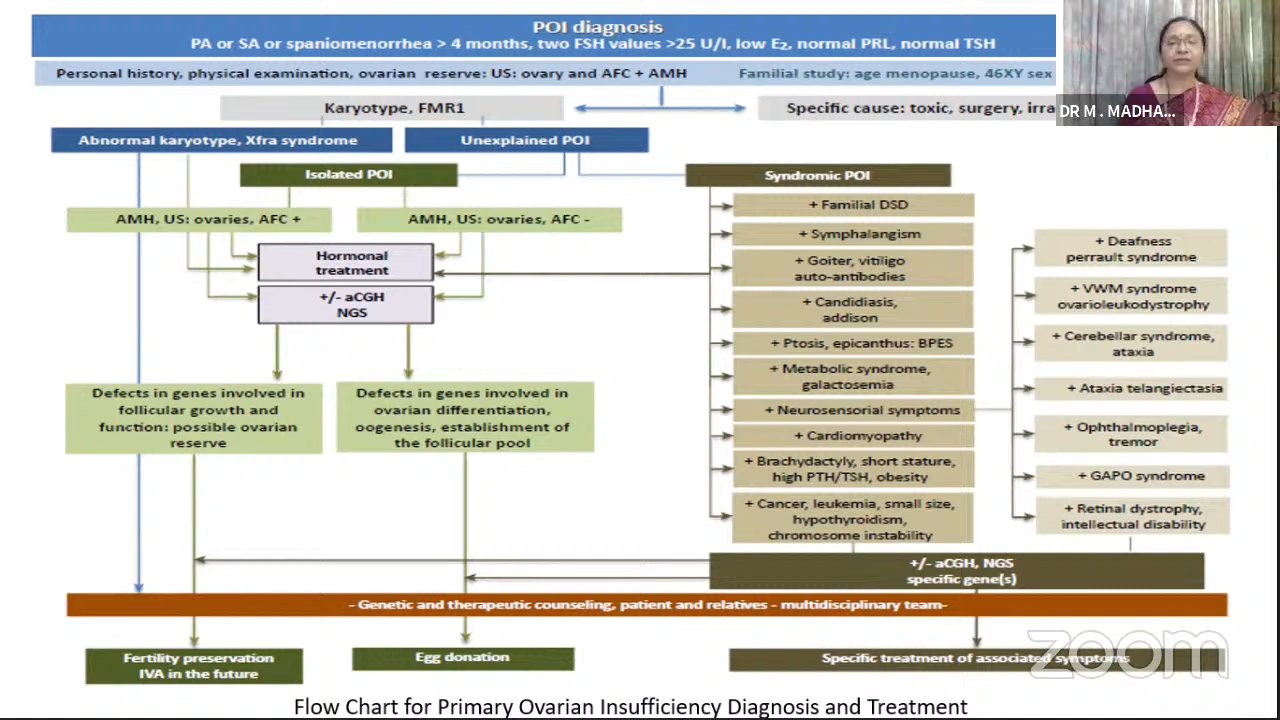 POI diagnosis
PA or SA or spaniomenorrhea > 4 months, two FSH values >25 U/l, low E₂, normal PRL, normal TSH
Personal history, physical examination, ovarian reserve: US: ovary and AFC + AMH
Familial study: age menopause, 46XY sex
Karyotype, FMR1
Specific cause: toxic, surgery, irra
DR M . MADHA...
Abnormal karyotype, Xfra syndrome
Unexplained POI
Isolated POI
Syndromic POI
AMH, US: ovaries, AFC +
AMH, US: ovaries, AFC -
Hormonal
treatment
+/- aCGH
NGS
Defects in genes involved in
follicular growth and
function: possible ovarian
reserve
Defects in genes involved in
ovarian differentiation,
oogenesis, establishment of
the follicular pool
+ Familial DSD
+ Symphalangism
+ Goiter, vitiligo
auto-antibodies
+ Candidiasis,
addison
+ Ptosis, epicanthus: BPES
+ Metabolic syndrome,
galactosemia
+ Neurosensorial symptoms
+ Cardiomyopathy
+ Brachydactyly, short stature,
high PTH/TSH, obesity
+ Cancer, leukemia, small size,
hypothyroidism,
chromosome instability
+ Deafness
perrault syndrome
+ VWM syndrome
ovarioleukodystrophy
+ Cerebellar syndrome,
ataxia
+ Ataxia telangiectasia
+ Ophthalmoplegia,
tremor
+ GAPO syndrome
+ Retinal dystrophy,
intellectual disability
+/- aCGH, NGS
specific gene(s)
- Genetic and therapeutic counseling, patient and relatives - multidisciplinary team-
Fertility preservation
IVA in the future
Egg donation
Specific treatment of associated symptoms
zoom
Flow Chart for Primary Ovarian Insufficiency Diagnosis and Treatment